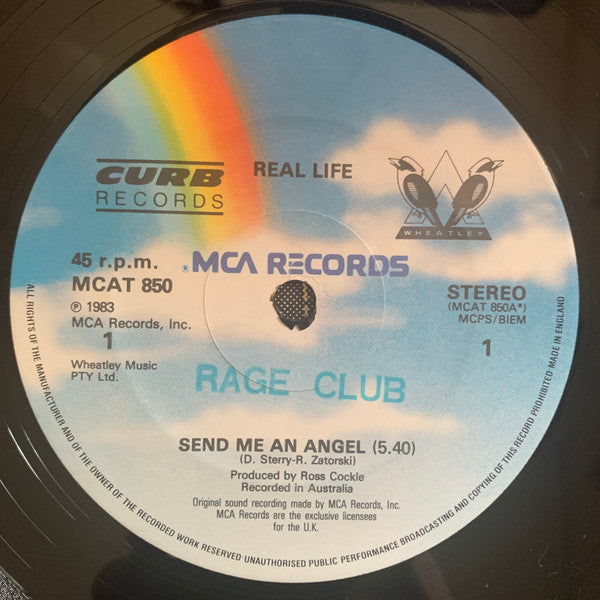 CURB
RECORDS
REAL LIFE
WHEATLEY
45 r.p.m.
MCAT 850
® MCA RECORDS
℗ 1983
MCA Records, Inc.
1
Wheatley Music
PTY Ltd.
STEREO
(MCAT 850A*)
MCPS/BIEM
1
RAGE CLUB
SEND ME AN ANGEL (5.40)
(D. Sterry-R. Zatorski)
Produced by Ross Cockle
Recorded in Australia
Original sound recording made by MCA Records, Inc.
MCA Records are the exclusive licensees
for the U.K.
ALL RIGHTS OF THE MANUFACTURER AND OF THE OWNER OF THE RECORDED WORK RESERVED·UNAUTHORISED PUBLIC PERFORMANCE BROADCASTING AND COPYING OF THIS RECORD PROHIBITED·MADE IN ENGLAND